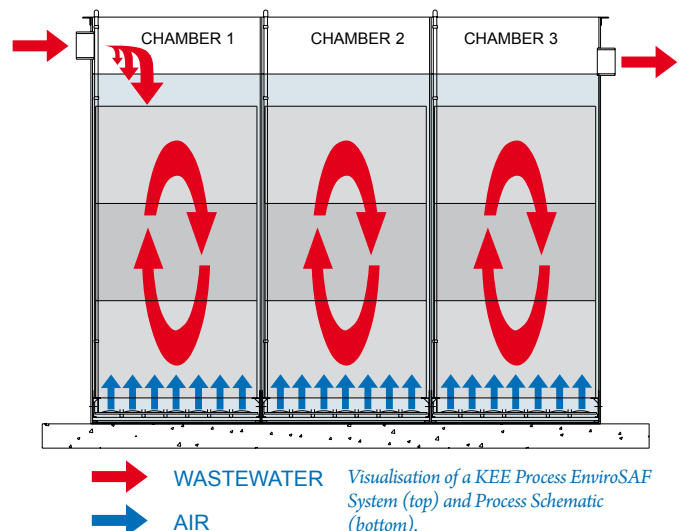 CHAMBER 1 CHAMBER 2 CHAMBER 3
WASTEWATER
AIR
Visualisation of a KEE Process EnviroSAF
System (top) and Process Schematic
(bottom).